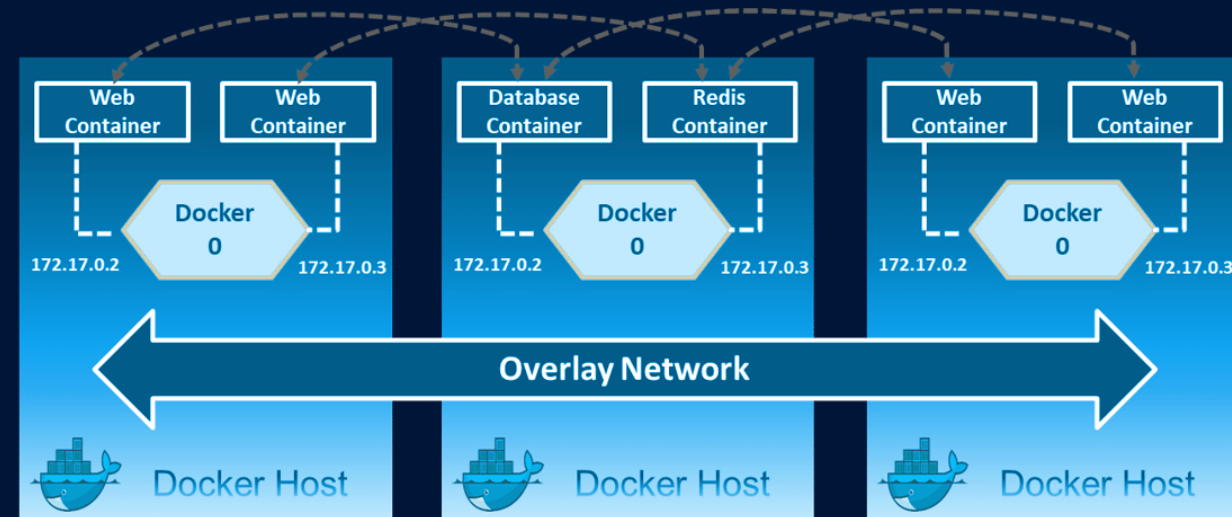 Web
Container
Web
Container
Database
Container
Redis
Container
Web
Container
Web
Container
Docker
0
172.17.0.2
172.17.0.3
Docker
0
172.17.0.2
172.17.0.3
Docker
0
172.17.0.2
172.17.0.3
Overlay Network
Docker Host
Docker Host
Docker Host